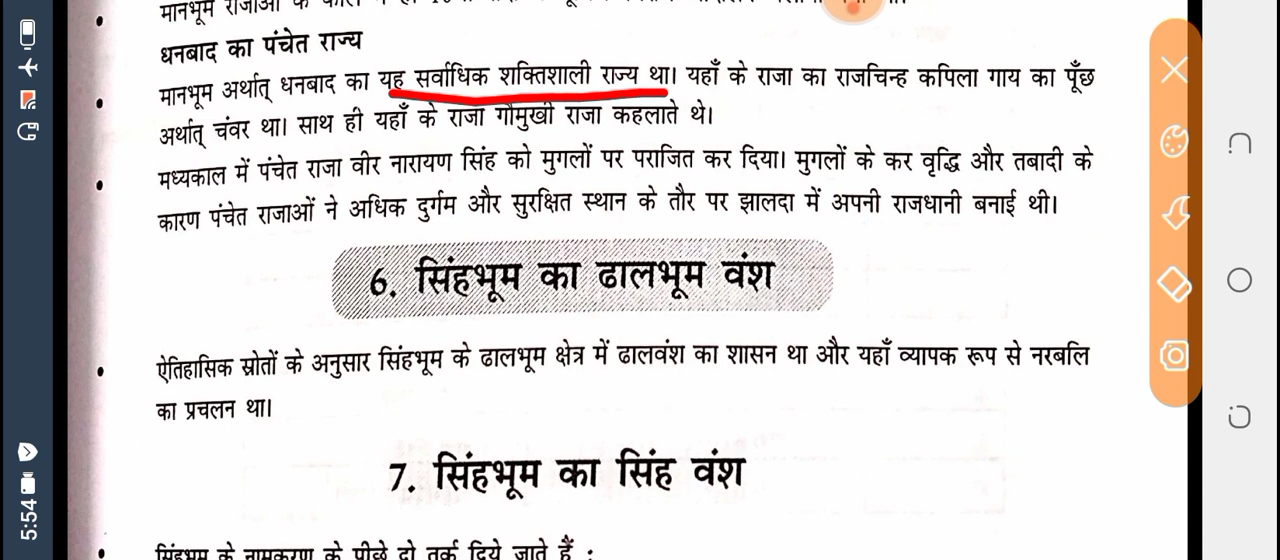 धनबाद का पंचेत राज्य
मानभूम अर्थात् धनबाद का यह सर्वाधिक शक्तिशाली राज्य था। यहाँ के राजा का राजचिन्ह कपिला गाय का पूँछ
अर्थात् चंवर था। साथ ही यहाँ के राजा गौमुखी राजा कहलाते थे।
मध्यकाल में पंचेत राजा वीर नारायण सिंह को मुगलों पर पराजित कर दिया। मुगलों के कर वृद्धि और तबादी के
कारण पंचेत राजाओं ने अधिक दुर्गम और सुरक्षित स्थान के तौर पर झालदा में अपनी राजधानी बनाई थी।
6. सिंहभूम का ढालभूम वंश
ऐतिहासिक स्रोतों के अनुसार सिंहभूम के ढालभूम क्षेत्र में ढालवंश का शासन था और यहाँ व्यापक रूप से नरबलि
का प्रचलन था।
7. सिंहभूम का सिंह वंश
सिंहभूम के नामकरण के पीछे दो तर्क दिये जाते हैं :
5:54